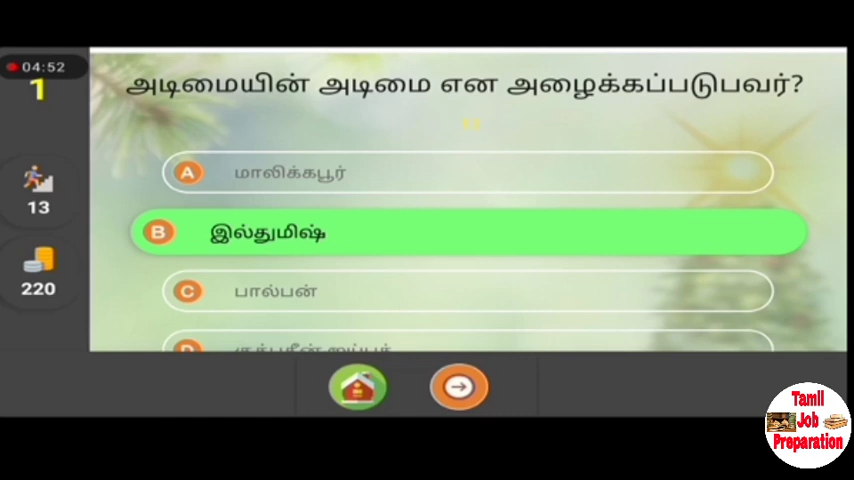 04:52
1
அடிமையின் அடிமை என அழைக்கப்படுபவர்?
A மாலிக்கபூர்
13
B இல்துமிஷ்
220
C பால்பன்
D
Tamil
Job
Preparation